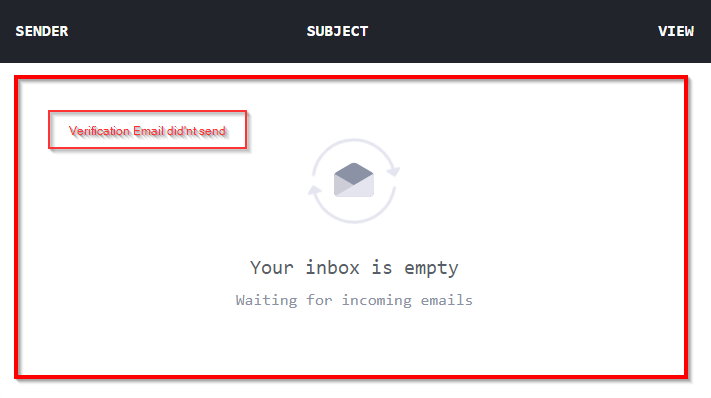 SENDER SUBJECT VIEW
Verification Email did'nt send
Your inbox is empty
Waiting for incoming emails